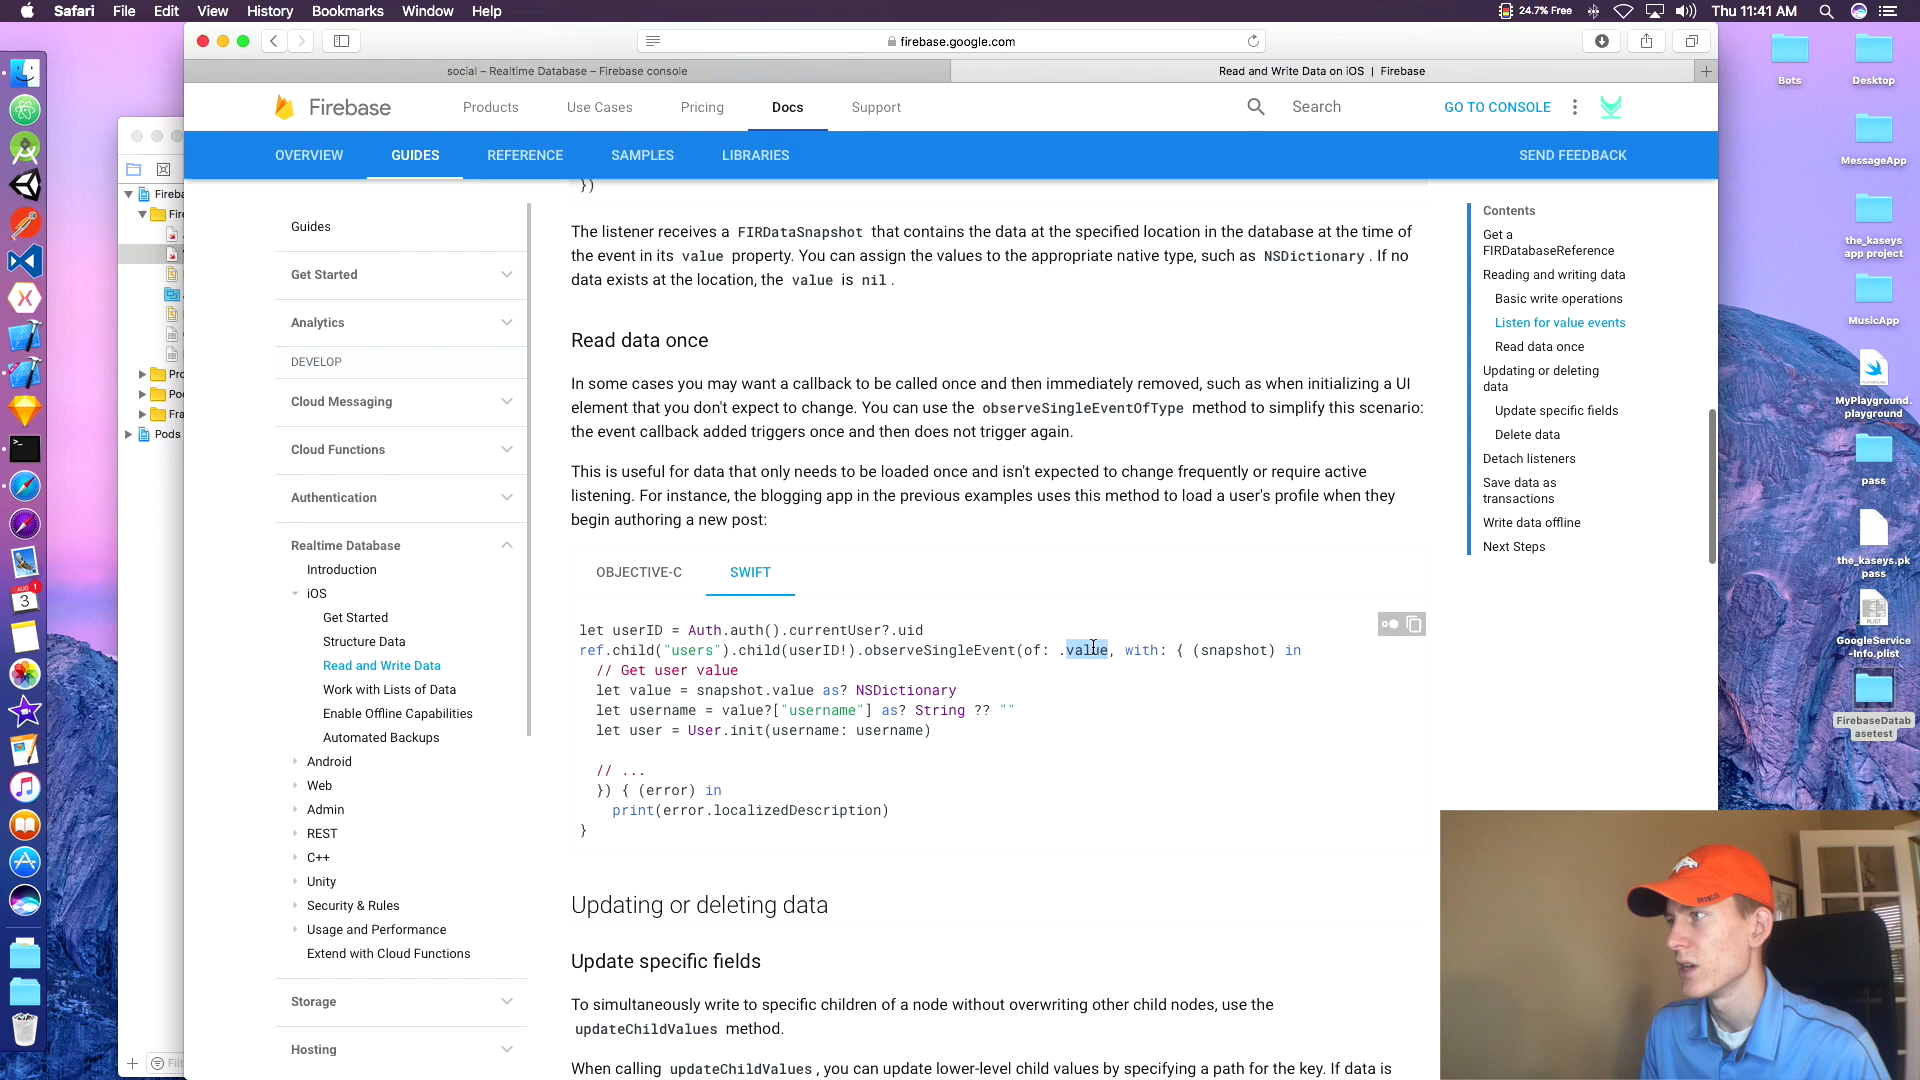 Safari File Edit View History Bookmarks Window Help
24.7% Free Thu 11:41 AM
firebase.google.com
social – Realtime Database – Firebase console
Read and Write Data on iOS | Firebase
Firebase
Products
Use Cases
Pricing
Docs
Support
Search
GO TO CONSOLE
OVERVIEW
GUIDES
REFERENCE
SAMPLES
LIBRARIES
SEND FEEDBACK
Fireba
Fire
Pro
Poo
Fra
Pods
Filt
Guides
Get Started
Analytics
DEVELOP
Cloud Messaging
Cloud Functions
Authentication
Realtime Database
Introduction
iOS
Get Started
Structure Data
Read and Write Data
Work with Lists of Data
Enable Offline Capabilities
Automated Backups
Android
Web
Admin
REST
C++
Unity
Security & Rules
Usage and Performance
Extend with Cloud Functions
Storage
Hosting
})
The listener receives a FIRDataSnapshot that contains the data at the specified location in the database at the time of
the event in its value property. You can assign the values to the appropriate native type, such as NSDictionary. If no
data exists at the location, the value is nil.
Read data once
In some cases you may want a callback to be called once and then immediately removed, such as when initializing a UI
element that you don't expect to change. You can use the observeSingleEventOfType method to simplify this scenario:
the event callback added triggers once and then does not trigger again.
This is useful for data that only needs to be loaded once and isn't expected to change frequently or require active
listening. For instance, the blogging app in the previous examples uses this method to load a user's profile when they
begin authoring a new post:
OBJECTIVE-C
SWIFT
let userID = Auth.auth().currentUser?.uid
ref.child("users").child(userID!).observeSingleEvent(of: .value, with: { (snapshot) in
// Get user value
let value = snapshot.value as? NSDictionary
let username = value?["username"] as? String ?? ""
let user = User.init(username: username)
// ...
}) { (error) in
print(error.localizedDescription)
}
Updating or deleting data
Update specific fields
To simultaneously write to specific children of a node without overwriting other child nodes, use the
updateChildValues method.
When calling updateChildValues, you can update lower-level child values by specifying a path for the key. If data is
Contents
Get a
FIRDatabaseReference
Reading and writing data
Basic write operations
Listen for value events
Read data once
Updating or deleting
data
Update specific fields
Delete data
Detach listeners
Save data as
transactions
Write data offline
Next Steps
Bots
Desktop
MessageApp
the_kaseys
app project
MusicApp
MyPlayground.
playground
pass
the_kaseys.pk
pass
PLIST
GoogleService
-Info.plist
FirebaseDatab
asetest
AUG
3
1
BRONCOS